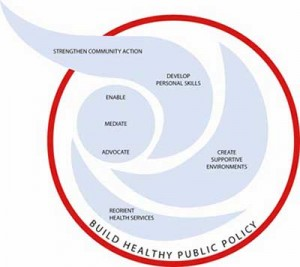 STRENGTHEN COMMUNITY ACTION
DEVELOP
PERSONAL SKILLS
ENABLE
MEDIATE
ADVOCATE
CREATE
SUPPORTIVE
ENVIRONMENTS
REORIENT
HEALTH SERVICES
BUILD HEALTHY PUBLIC POLICY